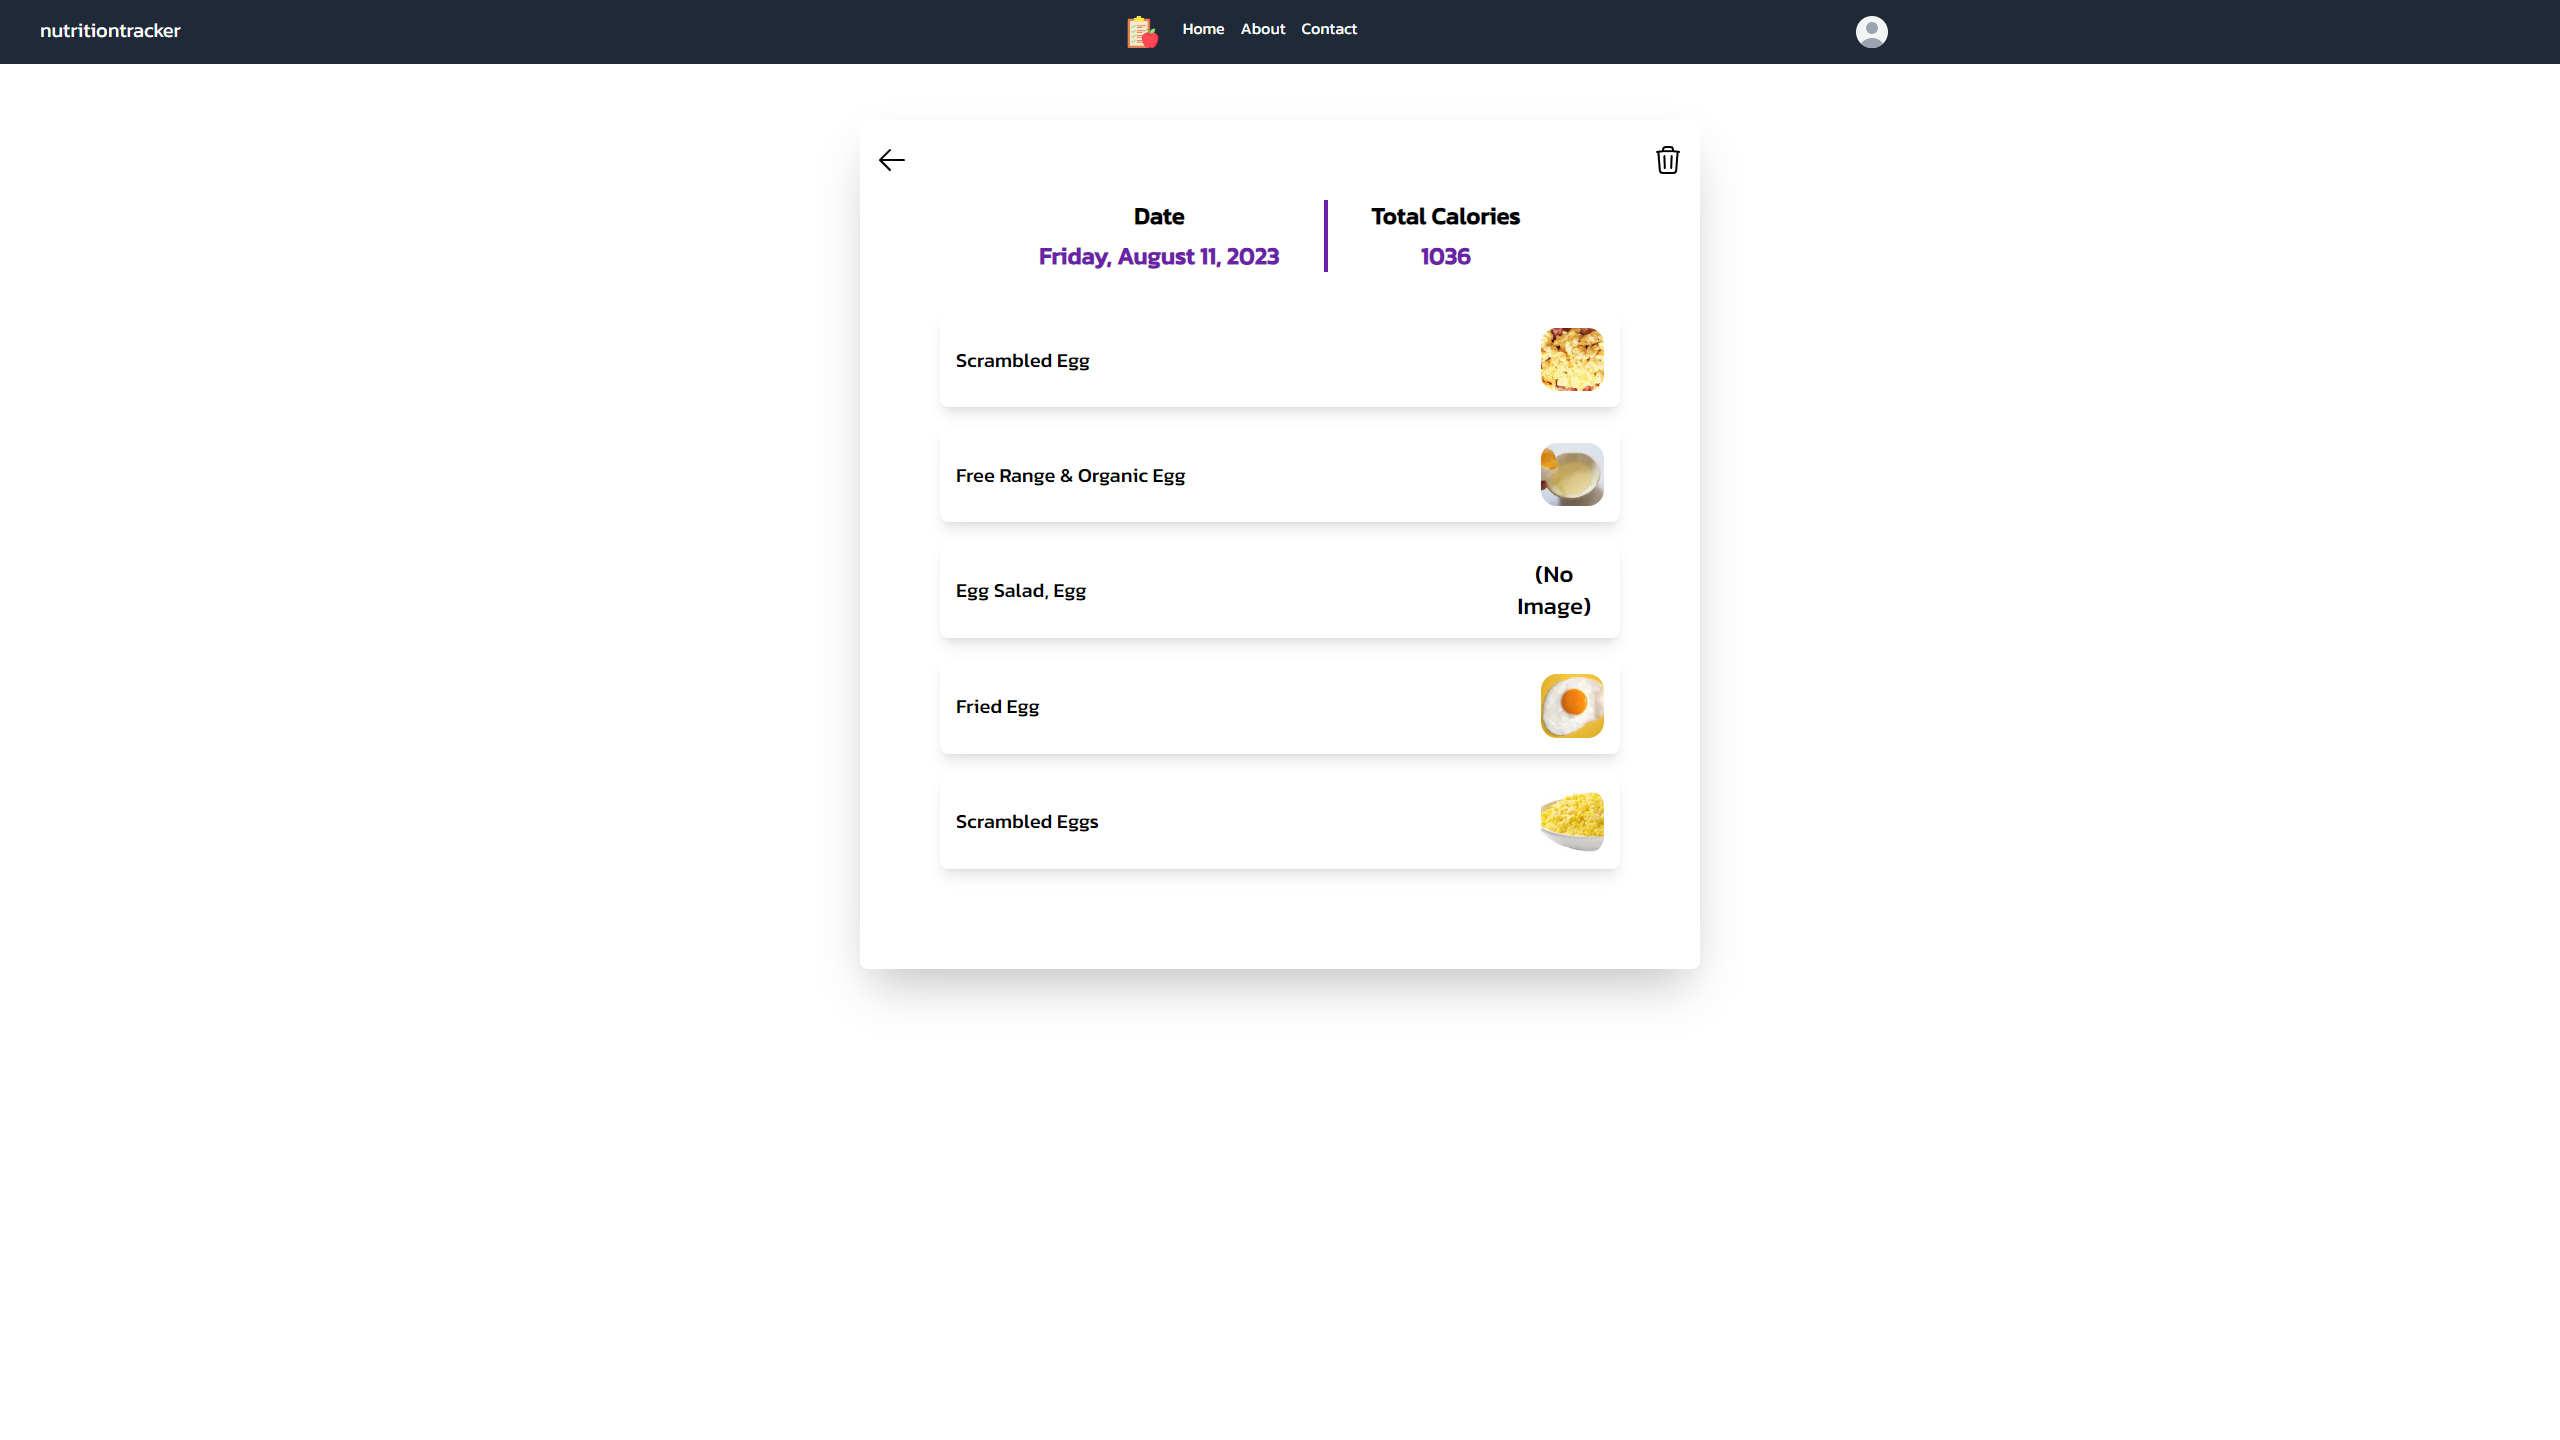 nutritiontracker
Home About Contact
Date
Friday, August 11, 2023
Total Calories
1036
Scrambled Egg
Free Range & Organic Egg
Egg Salad, Egg
(No
Image)
Fried Egg
Scrambled Eggs